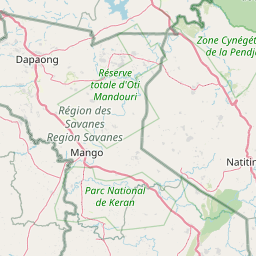 Zone Cynégét
de la Pendj
Dapaong
Réserve
totale d'Oti
Mandouri
Région des
Savanes
Région Savanes
Mango
Natitin
Parc National
de Keran